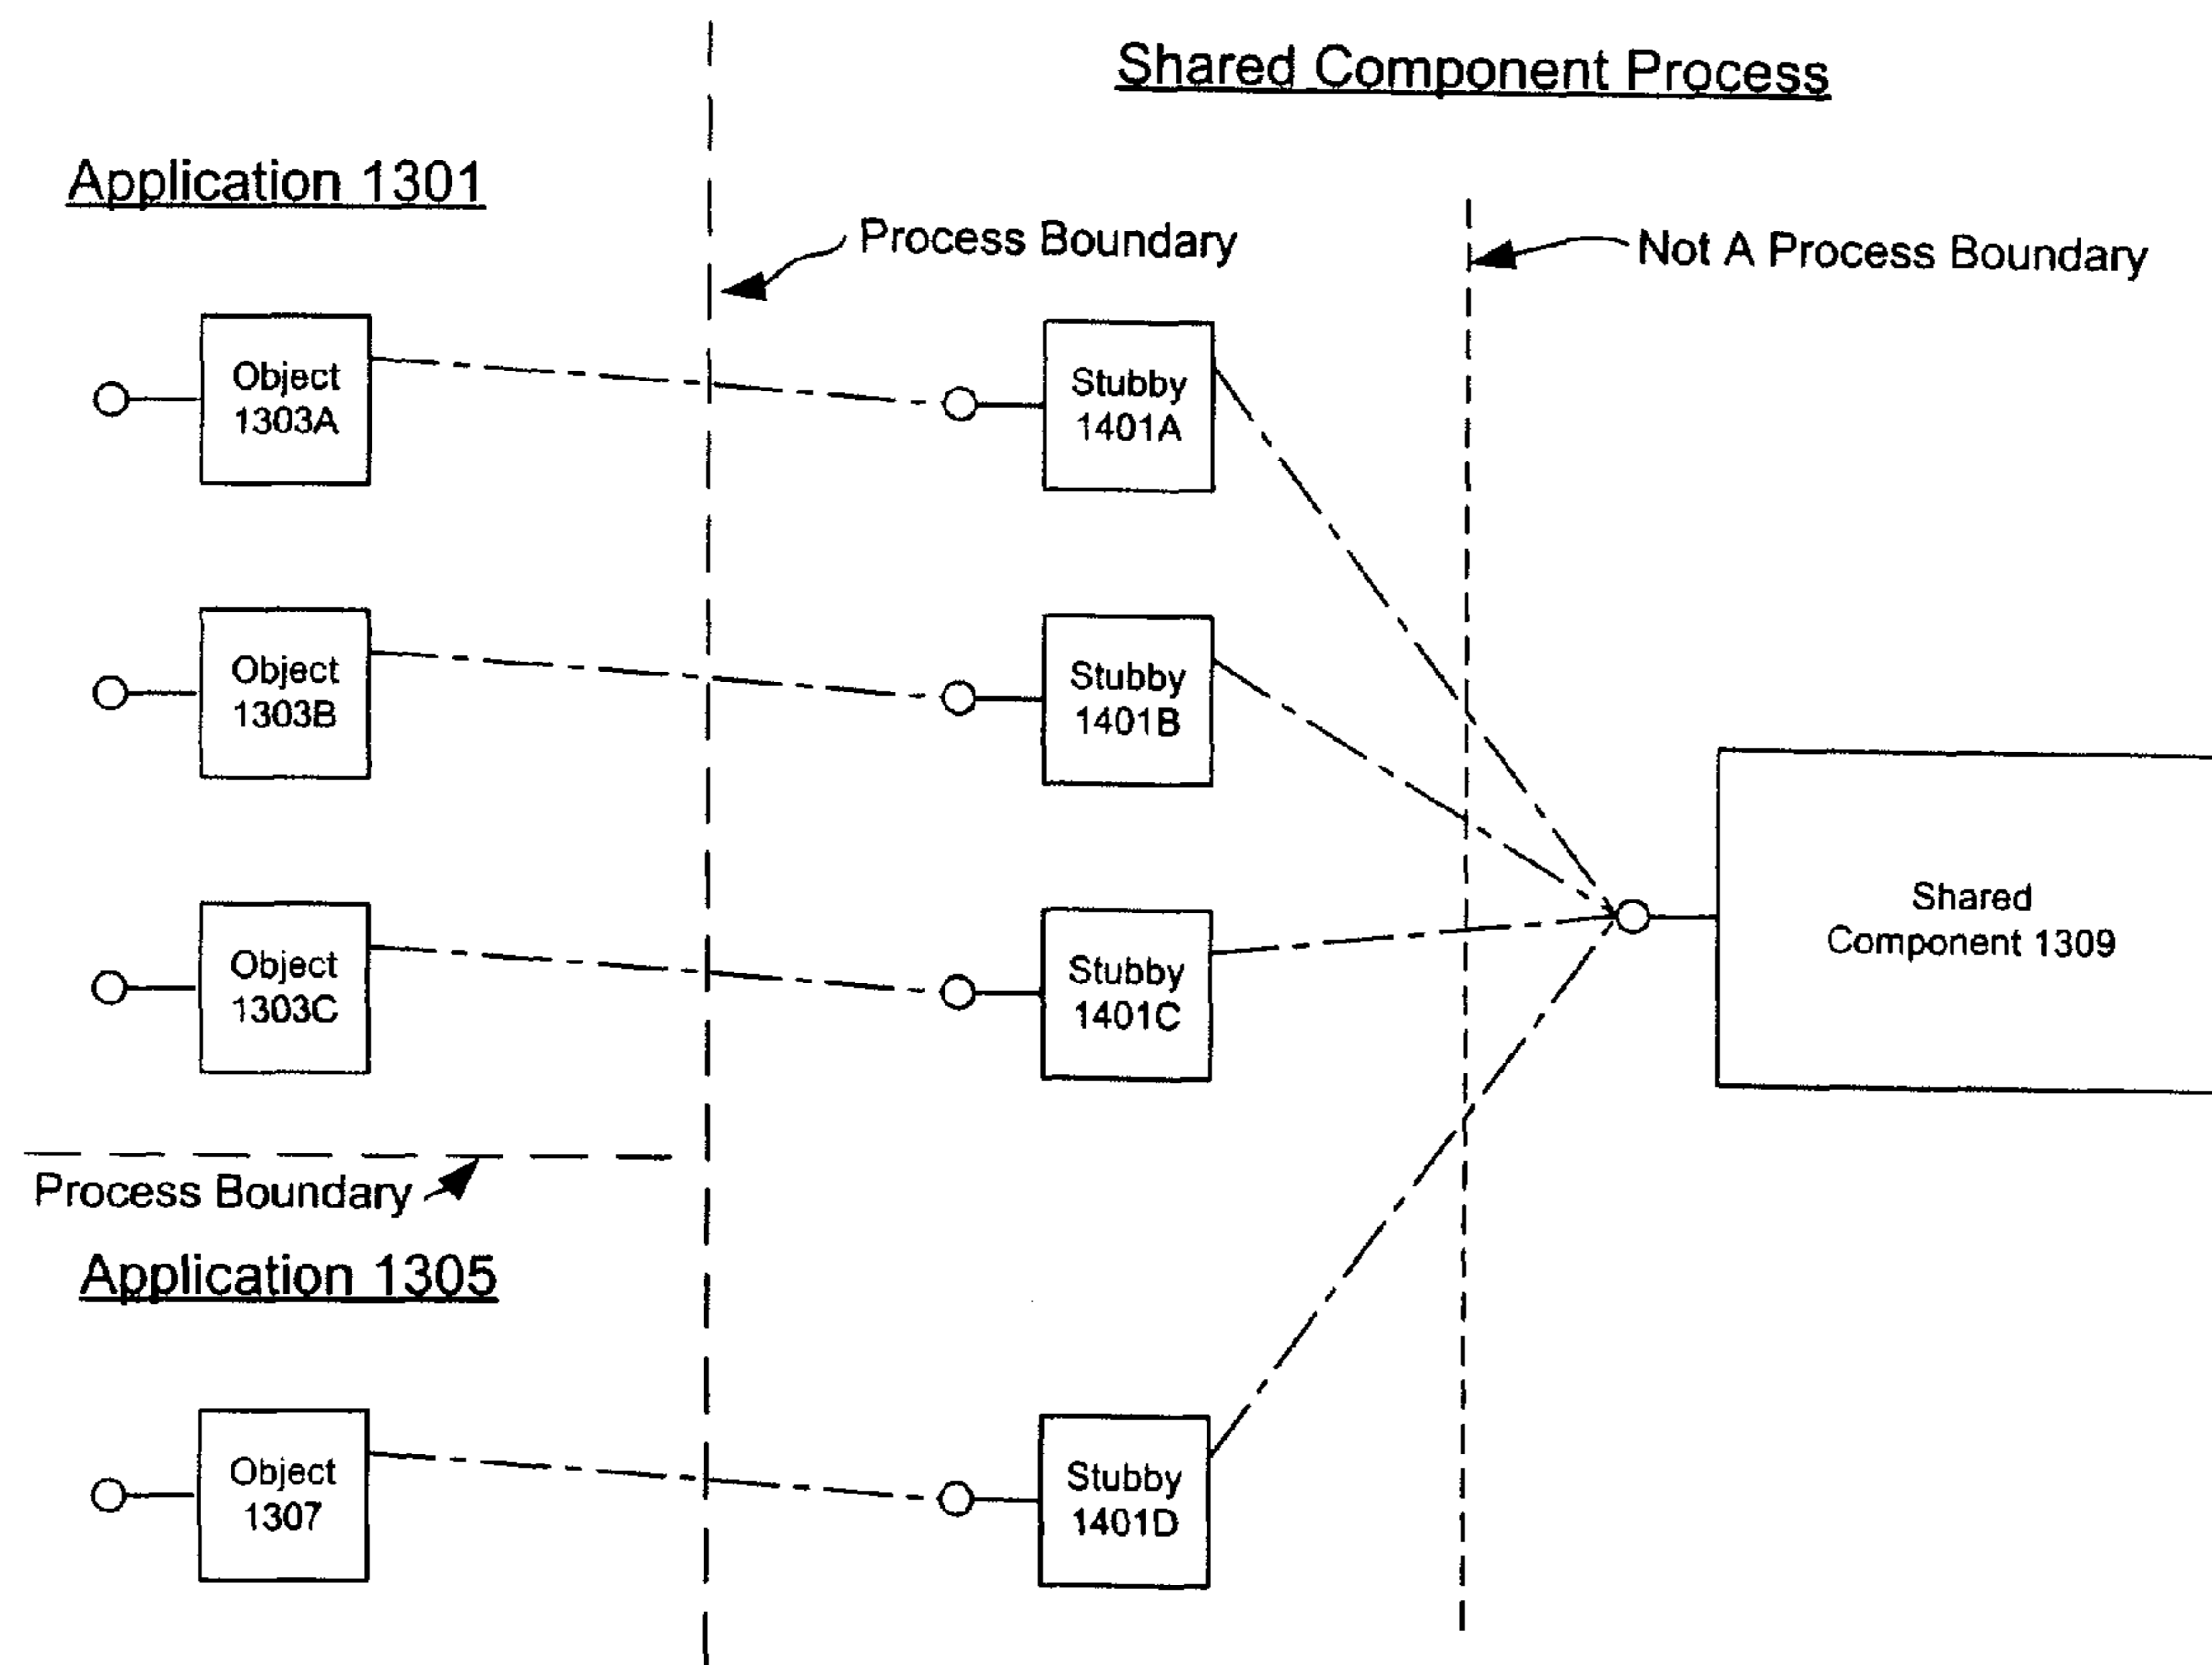 Shared Component Process
Application 1301
Process Boundary
Not A Process Boundary
Object
1303A
Stubby
1401A
Object
1303B
Stubby
1401B
Object
1303C
Stubby
1401C
Shared
Component 1309
Process Boundary
Application 1305
Object
1307
Stubby
1401D